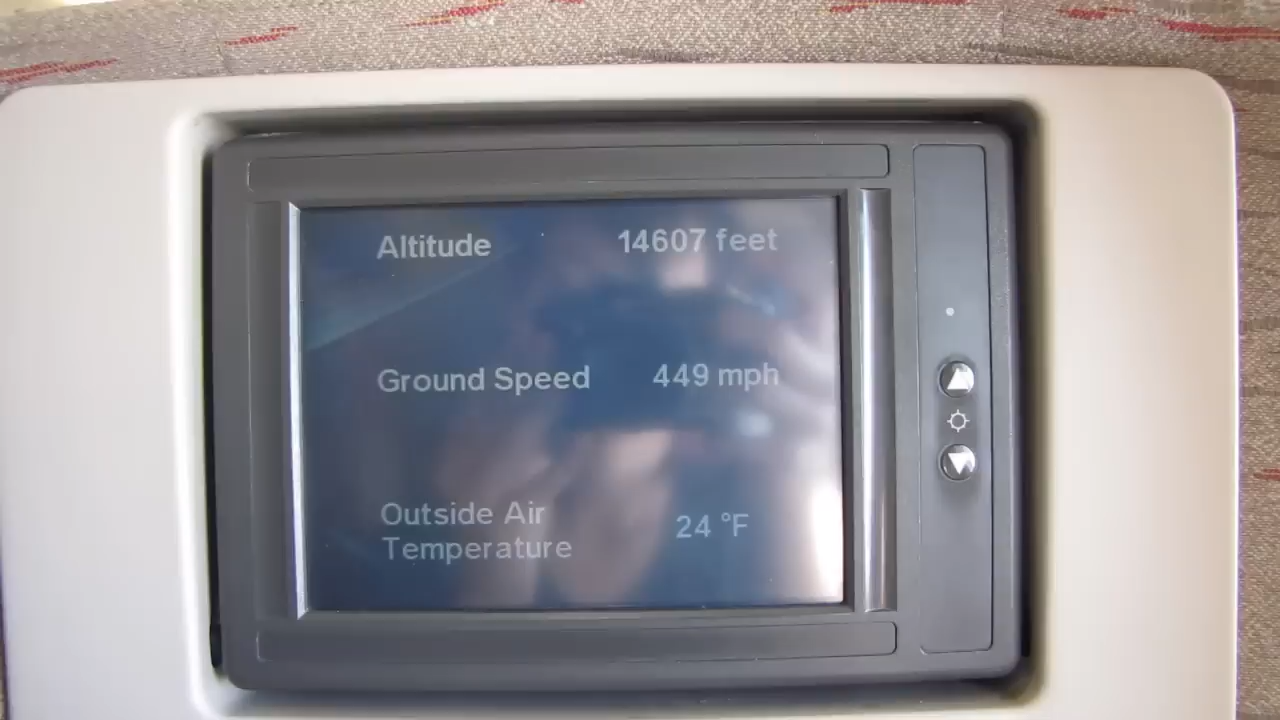 Altitude 14607 feet
Ground Speed 449 mph
Outside Air
Temperature 24 °F